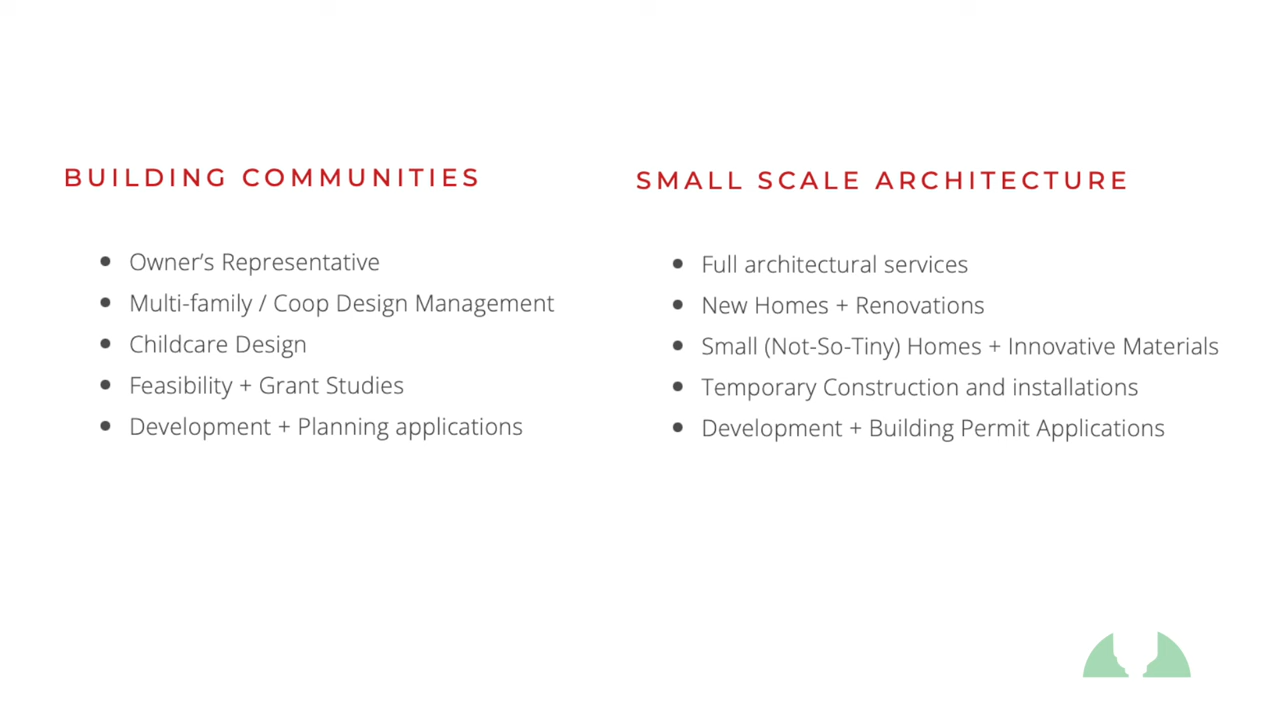 BUILDING COMMUNITIES
Owner’s Representative
Multi-family / Coop Design Management
Childcare Design
Feasibility + Grant Studies
Development + Planning applications
SMALL SCALE ARCHITECTURE
Full architectural services
New Homes + Renovations
Small (Not-So-Tiny) Homes + Innovative Materials
Temporary Construction and installations
Development + Building Permit Applications